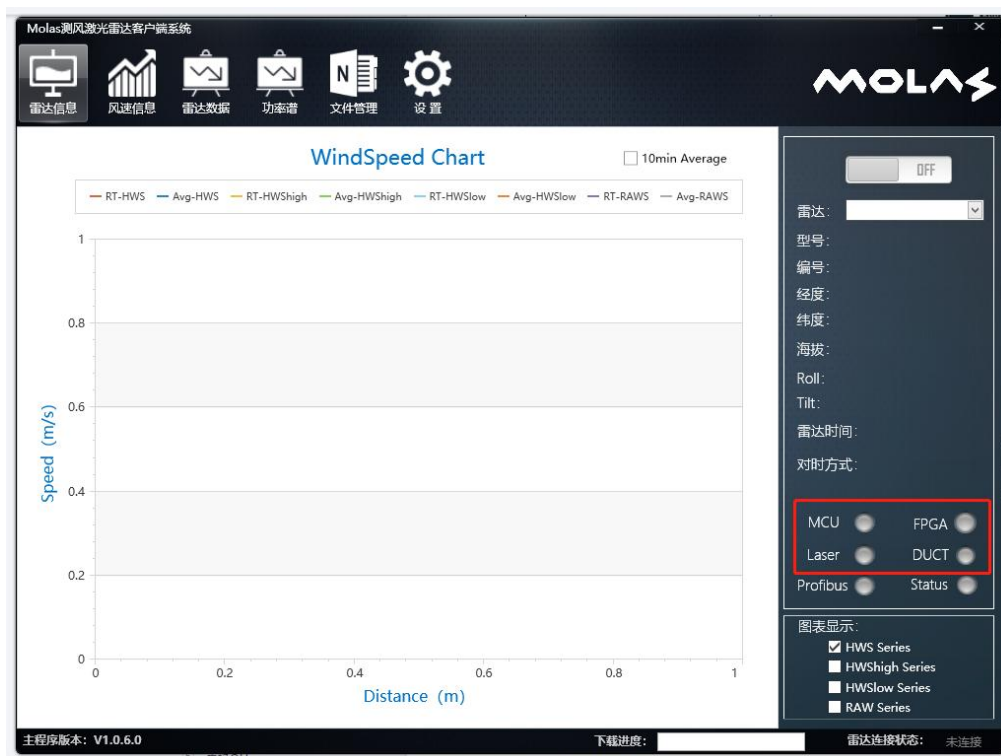 Molas测风激光雷达客户端系统
雷达信息 风速信息 雷达数据 功率谱 文件管理 设 置
MOLAS
WindSpeed Chart
10min Average
RT-HWS Avg-HWS RT-HWShigh Avg-HWShigh RT-HWSlow Avg-HWSlow RT-RAWS Avg-RAWS
1
0.8
0.6
0.4
0.2
0
Speed (m/s)
0 0.2 0.4 0.6 0.8 1
Distance (m)
OFF
雷达:
型号:
编号:
经度:
纬度:
海拔:
Roll:
Tilt:
雷达时间:
对时方式:
MCU FPGA
Laser DUCT
Profibus Status
图表显示:
HWS Series
HWShigh Series
HWSlow Series
RAW Series
主程序版本: V1.0.6.0 下载进度: 雷达连接状态: 未连接